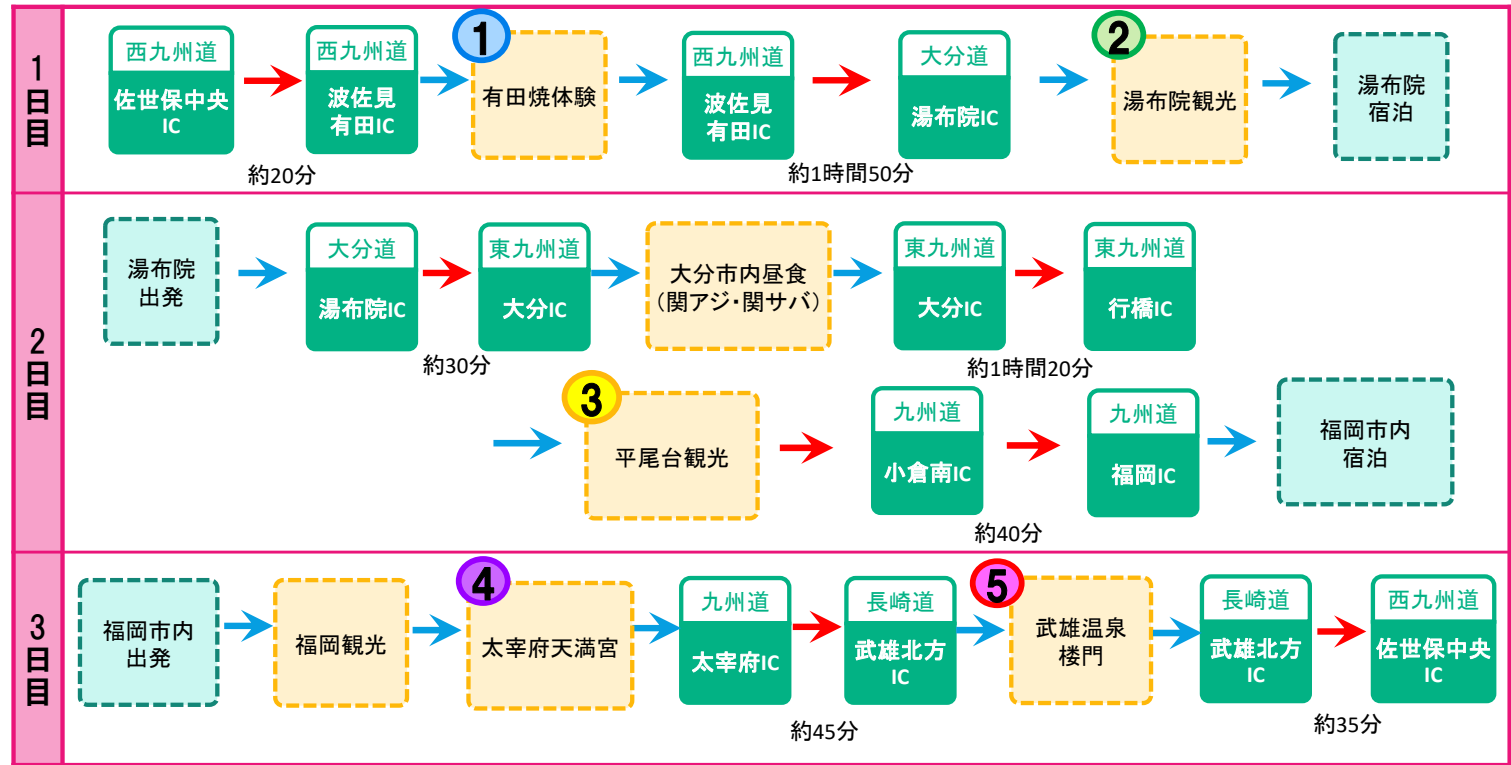 1日目
西九州道
佐世保中央
IC
西九州道
波佐見
有田IC
約20分
1
有田焼体験
西九州道
波佐見
有田IC
大分道
湯布院IC
約1時間50分
2
湯布院観光
湯布院
宿泊
2日目
湯布院
出発
大分道
湯布院IC
東九州道
大分IC
約30分
大分市内昼食
(関アジ・関サバ)
東九州道
大分IC
東九州道
行橋IC
約1時間20分
3
平尾台観光
九州道
小倉南IC
九州道
福岡IC
約40分
福岡市内
宿泊
3日目
福岡市内
出発
福岡観光
4
太宰府天満宮
九州道
太宰府IC
長崎道
武雄北方
IC
約45分
5
武雄温泉
楼門
長崎道
武雄北方
IC
西九州道
佐世保中央
IC
約35分